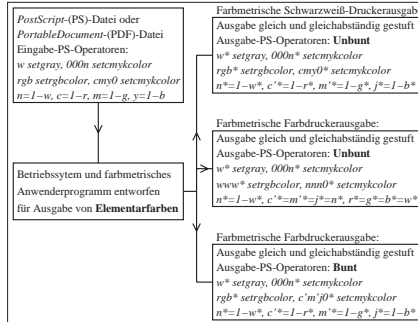 PostScript-(PS)-Datei oder
PortableDocument-(PDF)-Datei
Eingabe-PS-Operatoren:
w setgray, 000n setcmykcolor
rgb setrgbcolor, cmy0 setcmykcolor
n=1–w, c=1–r, m=1–g, y=1–b
Betriebssytem und farbmetrisches
Anwenderprogramm entworfen
für Ausgabe von Elementarfarben
Farbmetrische Schwarzweiß-Druckerausgabe:
Ausgabe gleich und gleichabständig gestuft
Ausgabe-PS-Operatoren: Unbunt
w* setgray, 000n* setcmykcolor
rgb* setrgbcolor, cmy0* setcmykcolor
n*=1–w*, c'*=1–r*, m'*=1–g*, j*=1–b*
Farbmetrische Farbdruckerausgabe:
Ausgabe gleich und gleichabständig gestuft
Ausgabe-PS-Operatoren: Unbunt
w* setgray, 000n* setcmykcolor
www* setrgbcolor, nnn0* setcmykcolor
n*=1–w*, c'*=m'*=j*=n*, r*=g*=b*=w*
Farbmetrische Farbdruckerausgabe:
Ausgabe gleich und gleichabständig gestuft
Ausgabe-PS-Operatoren: Bunt
w* setgray, 000n* setcmykcolor
rgb* setrgbcolor, c'm'j0* setcmykcolor
n*=1–w*, c'*=1–r*, m'*=1–g*, j*=1–b*